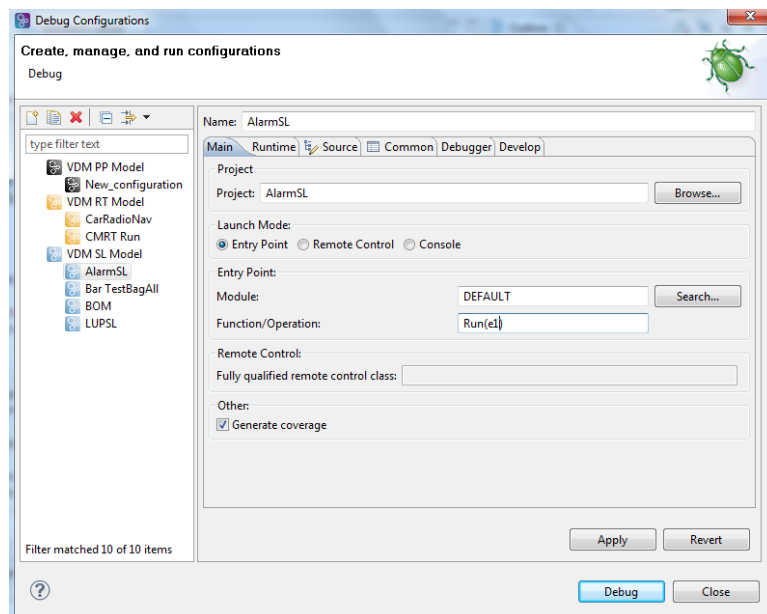 Debug Configurations
Create, manage, and run configurations
Debug
type filter text
VDM PP Model
New_configuration
VDM RT Model
CarRadioNav
CMRT Run
VDM SL Model
AlarmSL
Bar TestBagAll
BOM
LUPSL
Filter matched 10 of 10 items
Name: AlarmSL
Main Runtime Source Common Debugger Develop
Project
Project: AlarmSL Browse...
Launch Mode:
Entry Point Remote Control Console
Entry Point:
Module: DEFAULT Search...
Function/Operation: Run(e1)
Remote Control:
Fully qualified remote control class:
Other:
Generate coverage
Apply Revert
? Debug Close